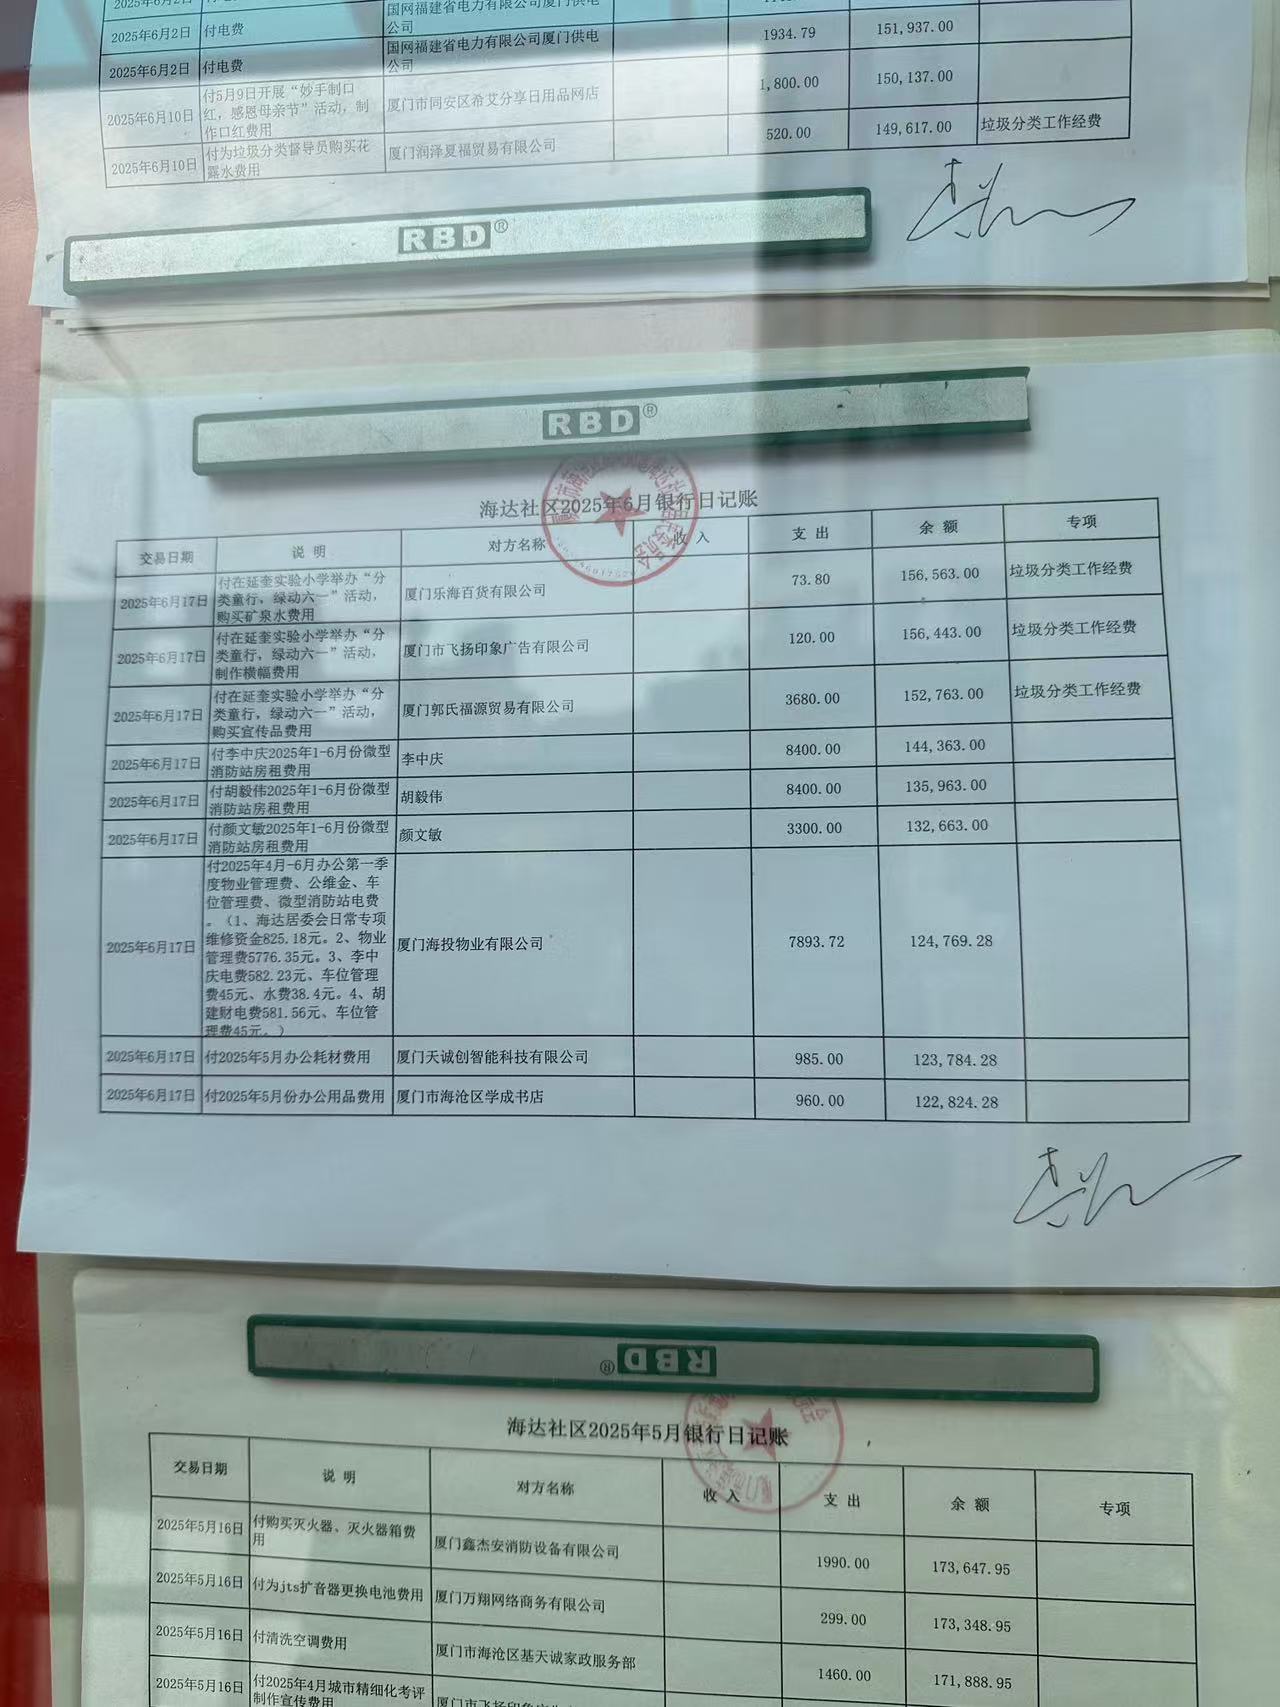 2025年6月2日 付电费 国网福建省电力有限公司厦门供电公司 151,937.00
2025年6月2日 付电费 国网福建省电力有限公司厦门供电公司 1934.79 150,137.00
2025年6月10日 付5月9日开展“妙手制口红，感恩母亲节”活动，制作口红费用 厦门市同安区希艾分享日用品网店 1,800.00
2025年6月10日 付为垃圾分类督导员购买花露水费用 厦门润泽夏福贸易有限公司 520.00 149,617.00 垃圾分类工作经费
RBD®
RBD®
海达社区2025年6月银行日记账
交易日期 说 明 对方名称 收 入 支 出 余 额 专项
2025年6月17日 付在延奎实验小学举办“分类童行，绿动六一”活动，购买矿泉水费用 厦门乐海百货有限公司 73.80 156,563.00 垃圾分类工作经费
2025年6月17日 付在延奎实验小学举办“分类童行，绿动六一”活动，制作横幅费用 厦门市飞扬印象广告有限公司 120.00 156,443.00 垃圾分类工作经费
2025年6月17日 付在延奎实验小学举办“分类童行，绿动六一”活动，购买宣传品费用 厦门郭氏福源贸易有限公司 3680.00 152,763.00 垃圾分类工作经费
2025年6月17日 付李中庆2025年1-6月份微型消防站房租费用 李中庆 8400.00 144,363.00
2025年6月17日 付胡毅伟2025年1-6月份微型消防站房租费用 胡毅伟 8400.00 135,963.00
2025年6月17日 付颜文敏2025年1-6月份微型消防站房租费用 颜文敏 3300.00 132,663.00
2025年6月17日 付2025年4月-6月办公第一季度物业管理费、公维金、车位管理费、微型消防站电费。（1、海达居委会日常专项维修资金825.18元。2、物业管理费5776.35元。3、李中庆电费582.23元、车位管理费45元、水费38.4元。4、胡建财电费581.56元、车位管理费45元。） 厦门海投物业有限公司 7893.72 124,769.28
2025年6月17日 付2025年5月办公耗材费用 厦门天诚创智能科技有限公司 985.00 123,784.28
2025年6月17日 付2025年5月份办公用品费用 厦门市海沧区学成书店 960.00 122,824.28
RBD®
海达社区2025年5月银行日记账
交易日期 说 明 对方名称 收 入 支 出 余 额 专项
2025年5月16日 付购买灭火器、灭火器箱费用 厦门鑫杰安消防设备有限公司 1990.00 173,647.95
2025年5月16日 付为jts扩音器更换电池费用 厦门万翔网络商务有限公司 299.00 173,348.95
2025年5月16日 付清洗空调费用 厦门市海沧区基天诚家政服务部 1460.00 171,888.95
2025年5月16日 付2025年4月城市精细化考评制作宣传费用